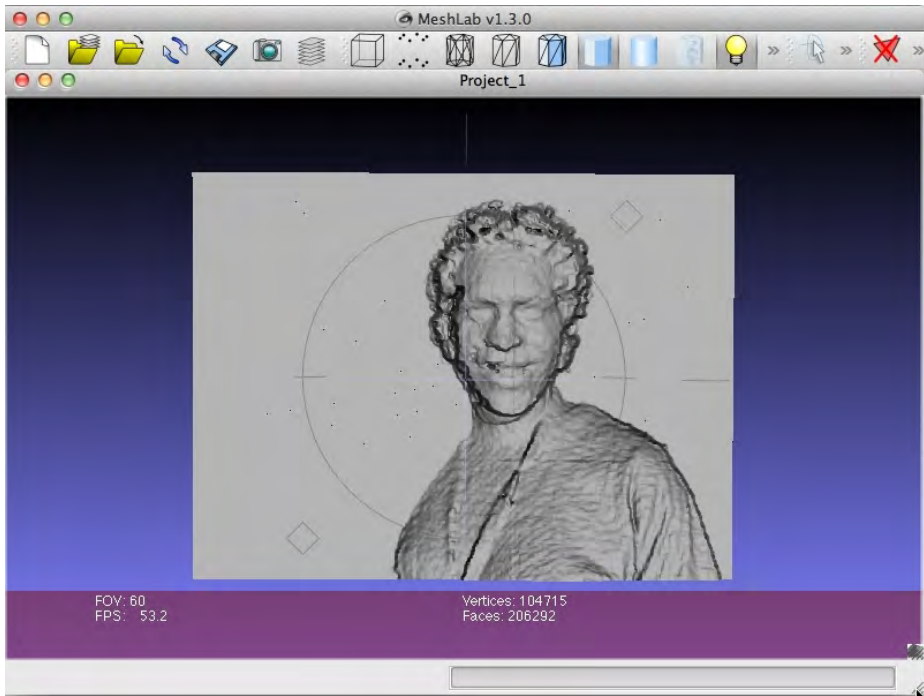 MeshLab v1.3.0
»
»
»
Project_1
FOV: 60
FPS: 53.2
Vertices: 104715
Faces: 206292